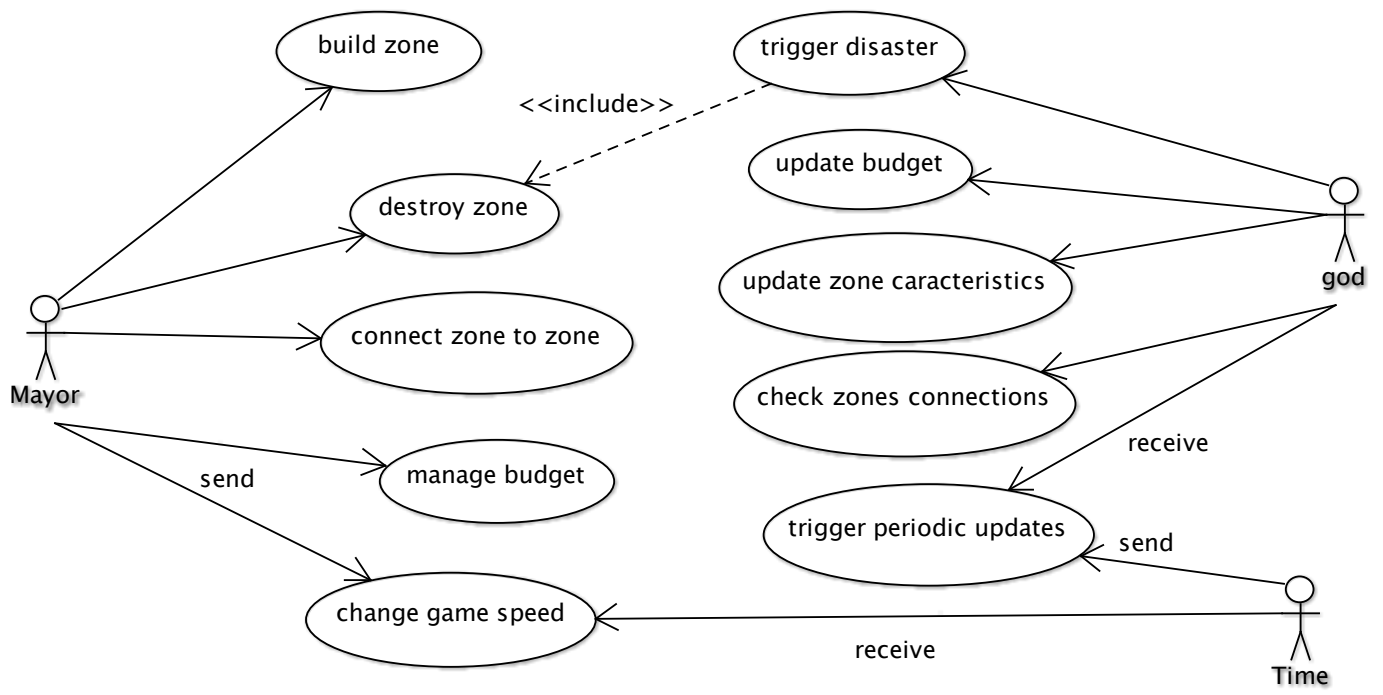 build zone
trigger disaster
<<include>>
update budget
destroy zone
god
update zone caracteristics
connect zone to zone
Mayor
check zones connections
receive
manage budget
send
trigger periodic updates
send
change game speed
receive
Time